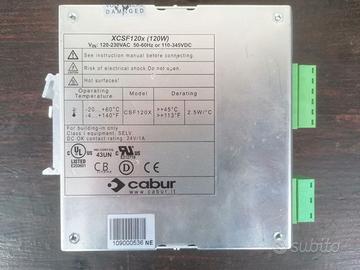 DAMAGED
XCSF120x (120W)
VIN: 120-230VAC 50-60Hz or 110-345VDC
See instruction manual before connecting.
Risk of electrical shock. Do not open.
Hot surfaces!
Operating Temperature Model Derating
-20...+60°C CSF120X >+45°C 2.5W/°C
-4...+140°F >+113°F
For building-in only
Class I equipment, SELV
DC OK contact rating: 24V/1A
UL LISTED 43UN
CB D
cabur
www.cabur.it
109000536 NE
subito